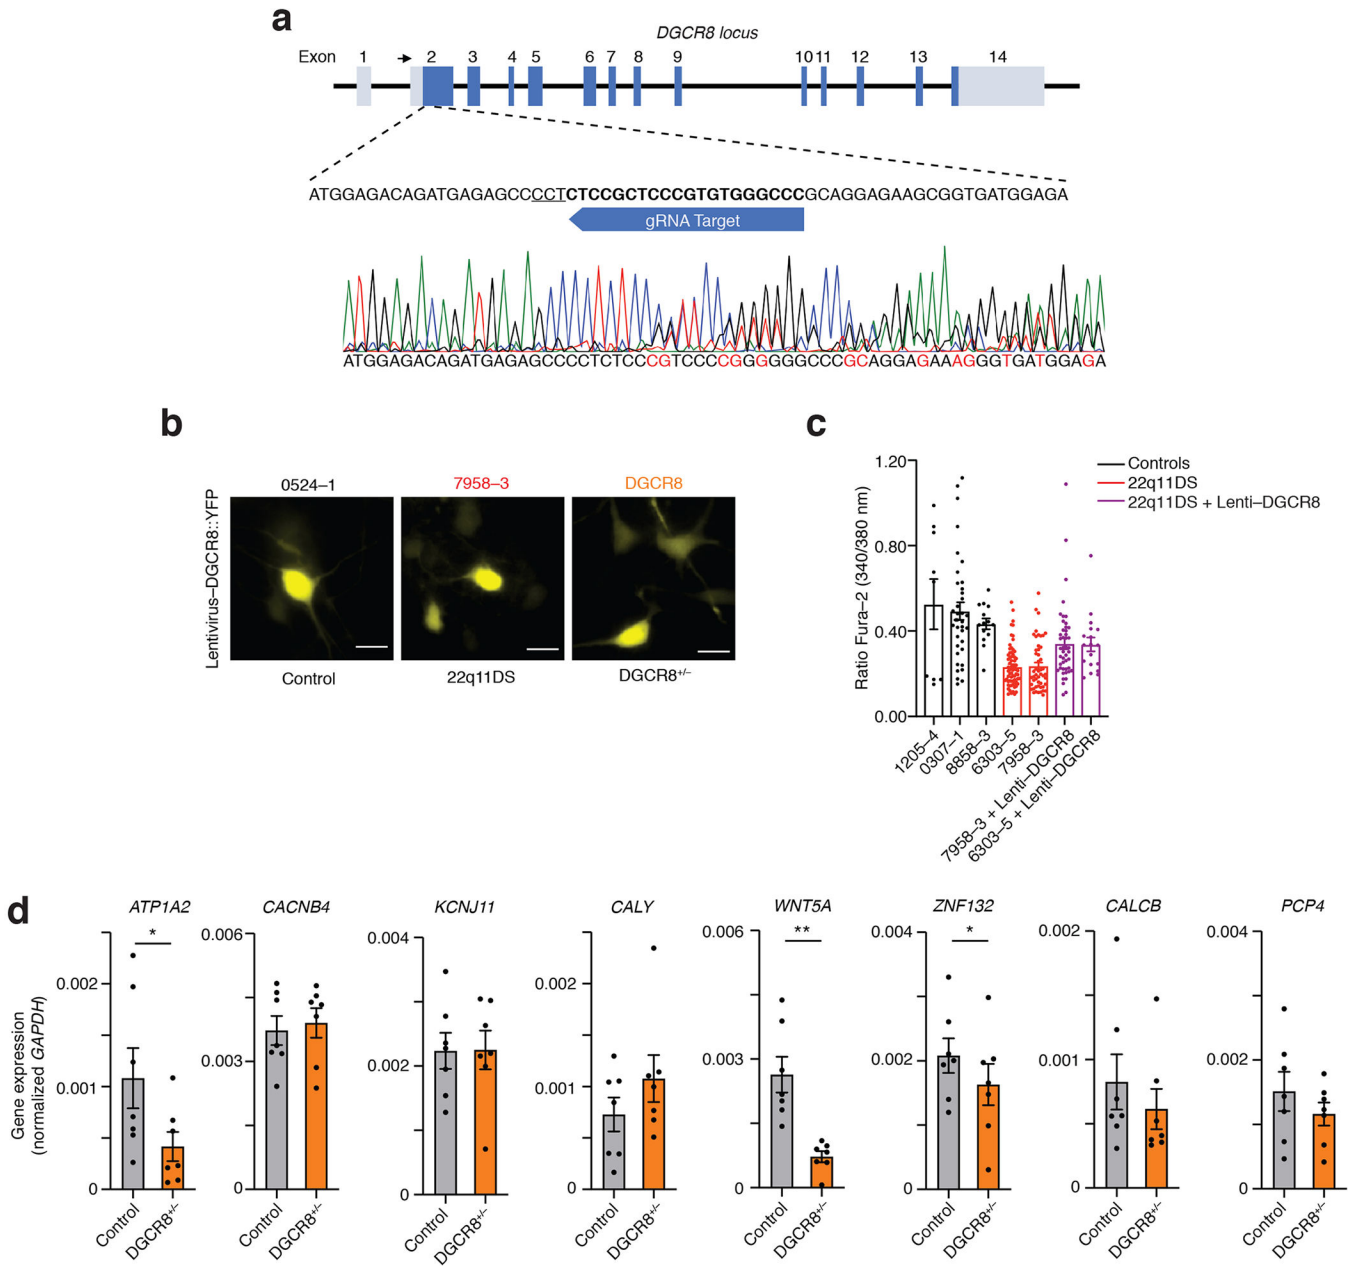 a
DGCR8 locus
Exon 1 2 3 4 5 6 7 8 9 10 11 12 13 14
ATGGAGACAGATGAGAGCCCCTCTCCGCTCCCGTGTGGGCCCGCAGGAGAAGCGGTGATGGAGA
gRNA Target
ATGGAGACAGATGAGAGCCCCTCTCCCGTCCCCGGGGGGGCCCGCAGGAGAAAGGGTGATGGAGA
b
0524–1 7958–3 DGCR8
Lentivirus–DGCR8::YFP
Control 22q11DS DGCR8+/–
c
Controls
22q11DS
22q11DS + Lenti–DGCR8
Ratio Fura–2 (340/380 nm)
1.20
0.80
0.40
0.00
1205–4
0307–1
8858–3
6303–5
7958–3
7958–3 + Lenti–DGCR8
6303–5 + Lenti–DGCR8
d
Gene expression
(normalized GAPDH)
ATP1A2
*
0.002
0.001
0
Control
DGCR8+/–
CACNB4
0.006
0.003
0
Control
DGCR8+/–
KCNJ11
0.004
0.002
0
Control
DGCR8+/–
CALY
0.002
0.001
0
Control
DGCR8+/–
WNT5A
**
0.006
0.003
0
Control
DGCR8+/–
ZNF132
*
0.004
0.002
0
Control
DGCR8+/–
CALCB
0.002
0.001
0
Control
DGCR8+/–
PCP4
0.004
0.002
0
Control
DGCR8+/–